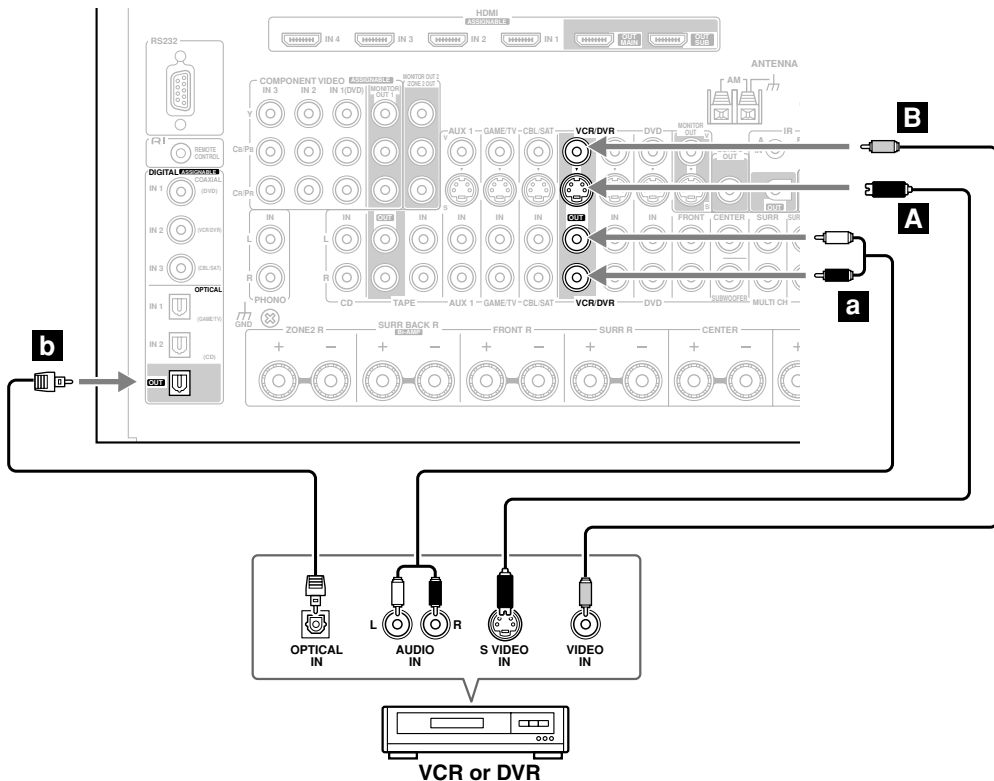 HDMI
ASSIGNABLE
IN 4 IN 3 IN 2 IN 1 OUT MAIN OUT SUB
RS232
ANTENNA
AM
COMPONENT VIDEO ASSIGNABLE
IN 3 IN 2 IN 1(DVD) MONITOR OUT 1
MONITOR OUT 2
ZONE 2 OUT
Y
CB/PB
CR/PR
AUX 1 GAME/TV CBL/SAT VCR/DVR DVD MONITOR OUT
V
V
S
S
IR
A
OUT
OUT
B
A
RI
REMOTE CONTROL
DIGITAL ASSIGNABLE
COAXIAL
IN 1
(DVD)
IN 2
(VCR/DVR)
IN 3
(CBL/SAT)
OPTICAL
IN 1
(GAME/TV)
IN 2
(CD)
OUT
IN IN OUT IN IN IN IN OUT IN IN FRONT CENTER SURR
L L
R R
PHONO
CD TAPE AUX 1 GAME/TV CBL/SAT VCR/DVR DVD SUBWOOFER MULTI CH
GND
a
b
ZONE2 R SURR BACK R FRONT R SURR R CENTER
BI-AMP
+ − + − + − + − + − +
L R
OPTICAL IN
AUDIO IN
S VIDEO IN
VIDEO IN
VCR or DVR